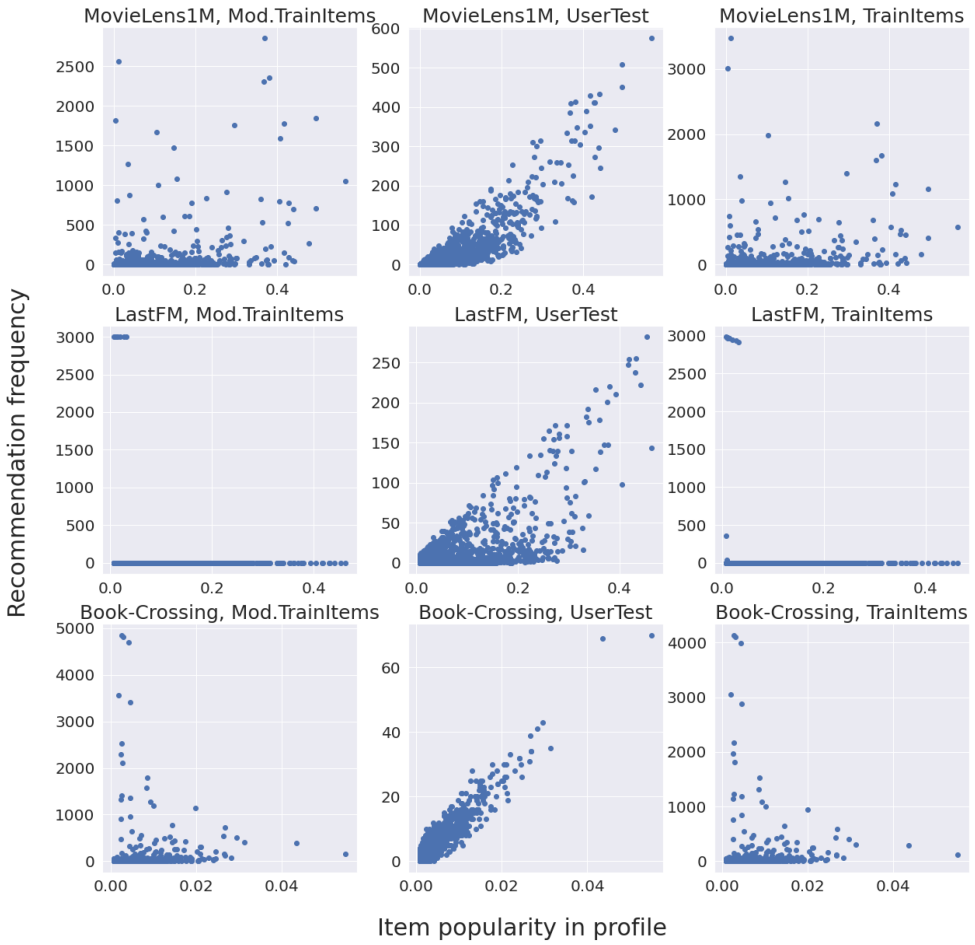 MovieLens1M, Mod.TrainItems
MovieLens1M, UserTest
MovieLens1M, TrainItems
2500
2000
1500
1000
500
0
0.0 0.2 0.4
600
500
400
300
200
100
0
0.0 0.2 0.4
3000
2000
1000
0
0.0 0.2 0.4
LastFM, Mod.TrainItems
LastFM, UserTest
LastFM, TrainItems
3000
2500
2000
1500
1000
500
0
0.0 0.2 0.4
250
200
150
100
50
0
0.0 0.2 0.4
3000
2500
2000
1500
1000
500
0
0.0 0.2 0.4
Book-Crossing, Mod.TrainItems
Book-Crossing, UserTest
Book-Crossing, TrainItems
5000
4000
3000
2000
1000
0
0.00 0.02 0.04
60
40
20
0
0.00 0.02 0.04
4000
3000
2000
1000
0
0.00 0.02 0.04
Recommendation frequency
Item popularity in profile